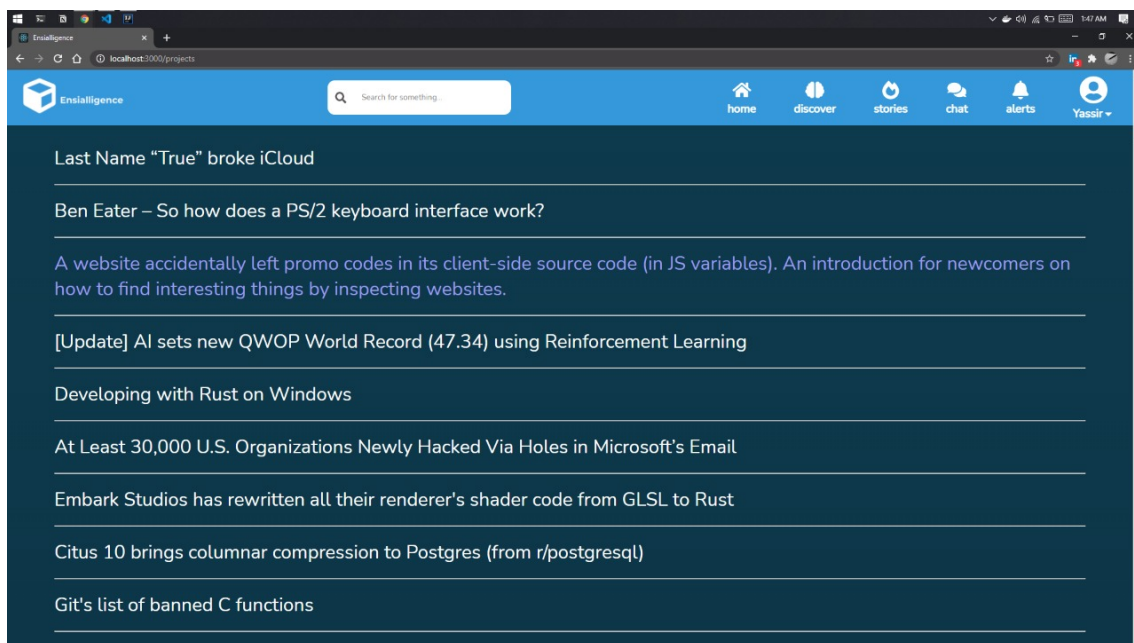 1:47 AM
Ensialligence
localhost:3000/projects
Ensialligence
Search for something..
home
discover
stories
chat
alerts
Yassir
Last Name “True” broke iCloud
Ben Eater – So how does a PS/2 keyboard interface work?
A website accidentally left promo codes in its client-side source code (in JS variables). An introduction for newcomers on
how to find interesting things by inspecting websites.
[Update] AI sets new QWOP World Record (47.34) using Reinforcement Learning
Developing with Rust on Windows
At Least 30,000 U.S. Organizations Newly Hacked Via Holes in Microsoft’s Email
Embark Studios has rewritten all their renderer's shader code from GLSL to Rust
Citus 10 brings columnar compression to Postgres (from r/postgresql)
Git's list of banned C functions